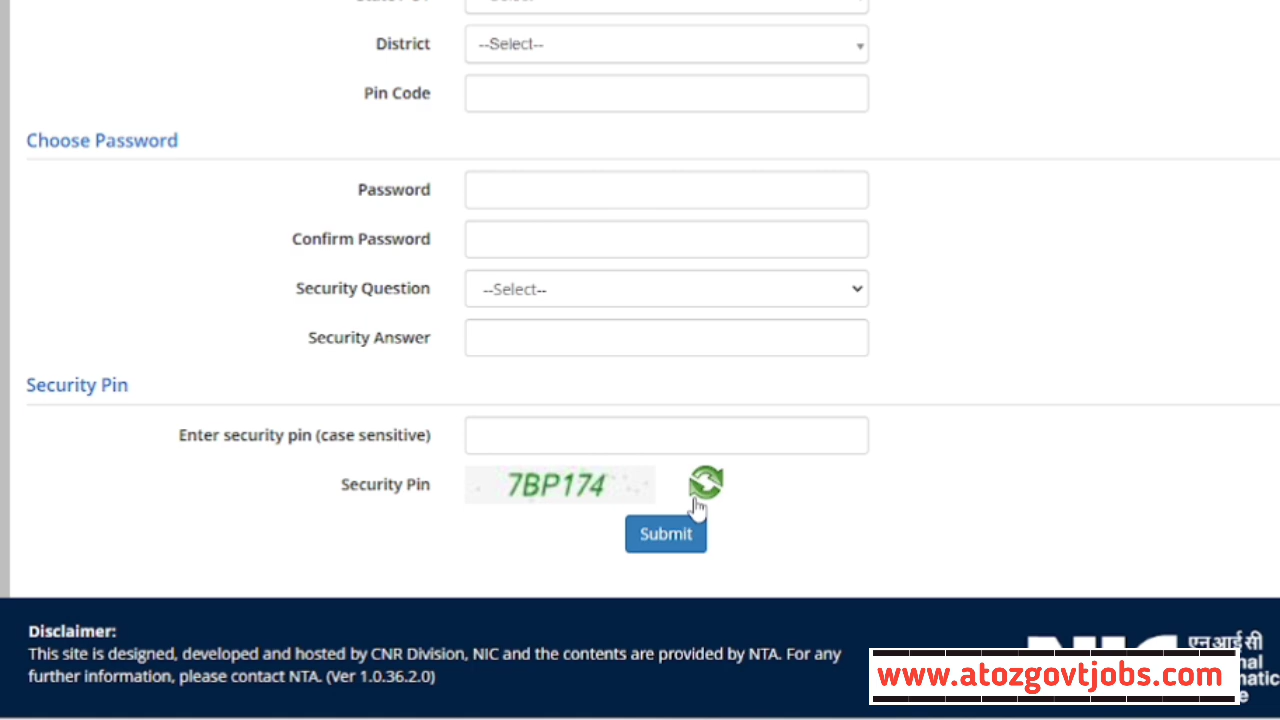 District
--Select--
Pin Code
Choose Password
Password
Confirm Password
Security Question
--Select--
Security Answer
Security Pin
Enter security pin (case sensitive)
Security Pin
7BP174
Submit
Disclaimer:
This site is designed, developed and hosted by CNR Division, NIC and the contents are provided by NTA. For any
further information, please contact NTA. (Ver 1.0.36.2.0)
एन आई सी
www.atozgovtjobs.com